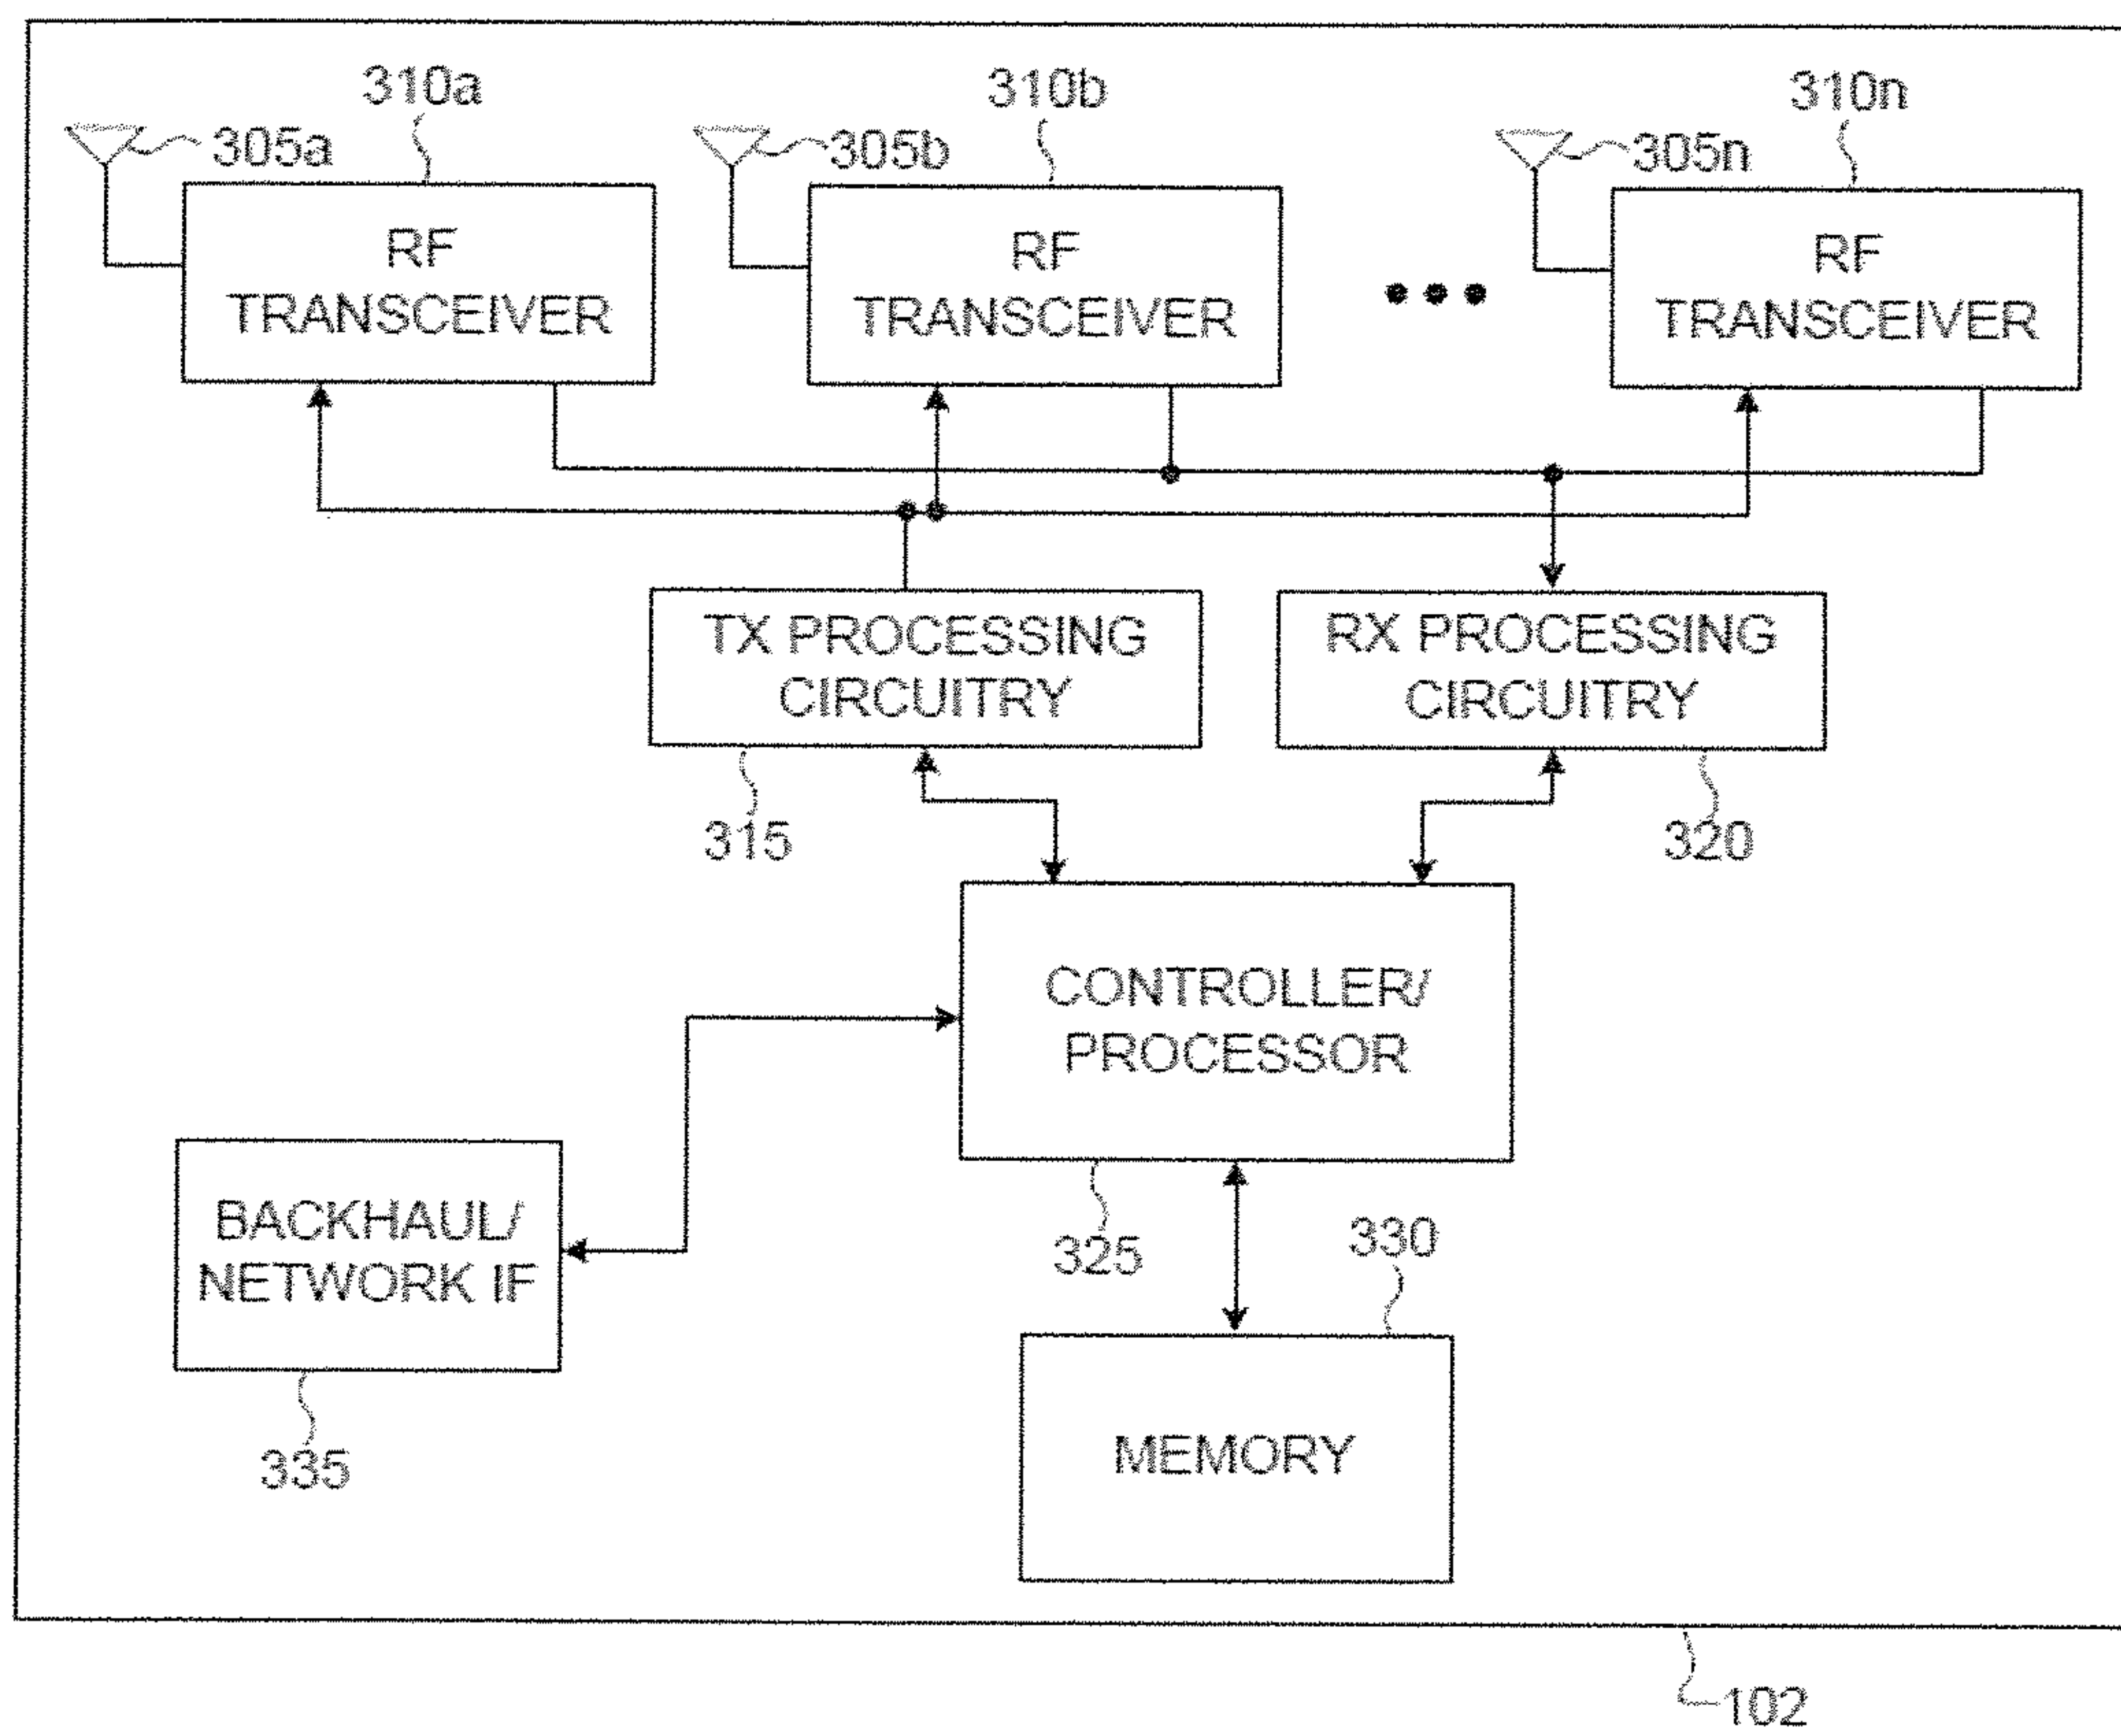 310a
310b
310n
305a
305b
305n
RF
TRANSCEIVER
RF
TRANSCEIVER
RF
TRANSCEIVER
TX PROCESSING
CIRCUITRY
RX PROCESSING
CIRCUITRY
315
320
CONTROLLER/
PROCESSOR
325
330
BACKHAUL/
NETWORK IF
335
MEMORY
102